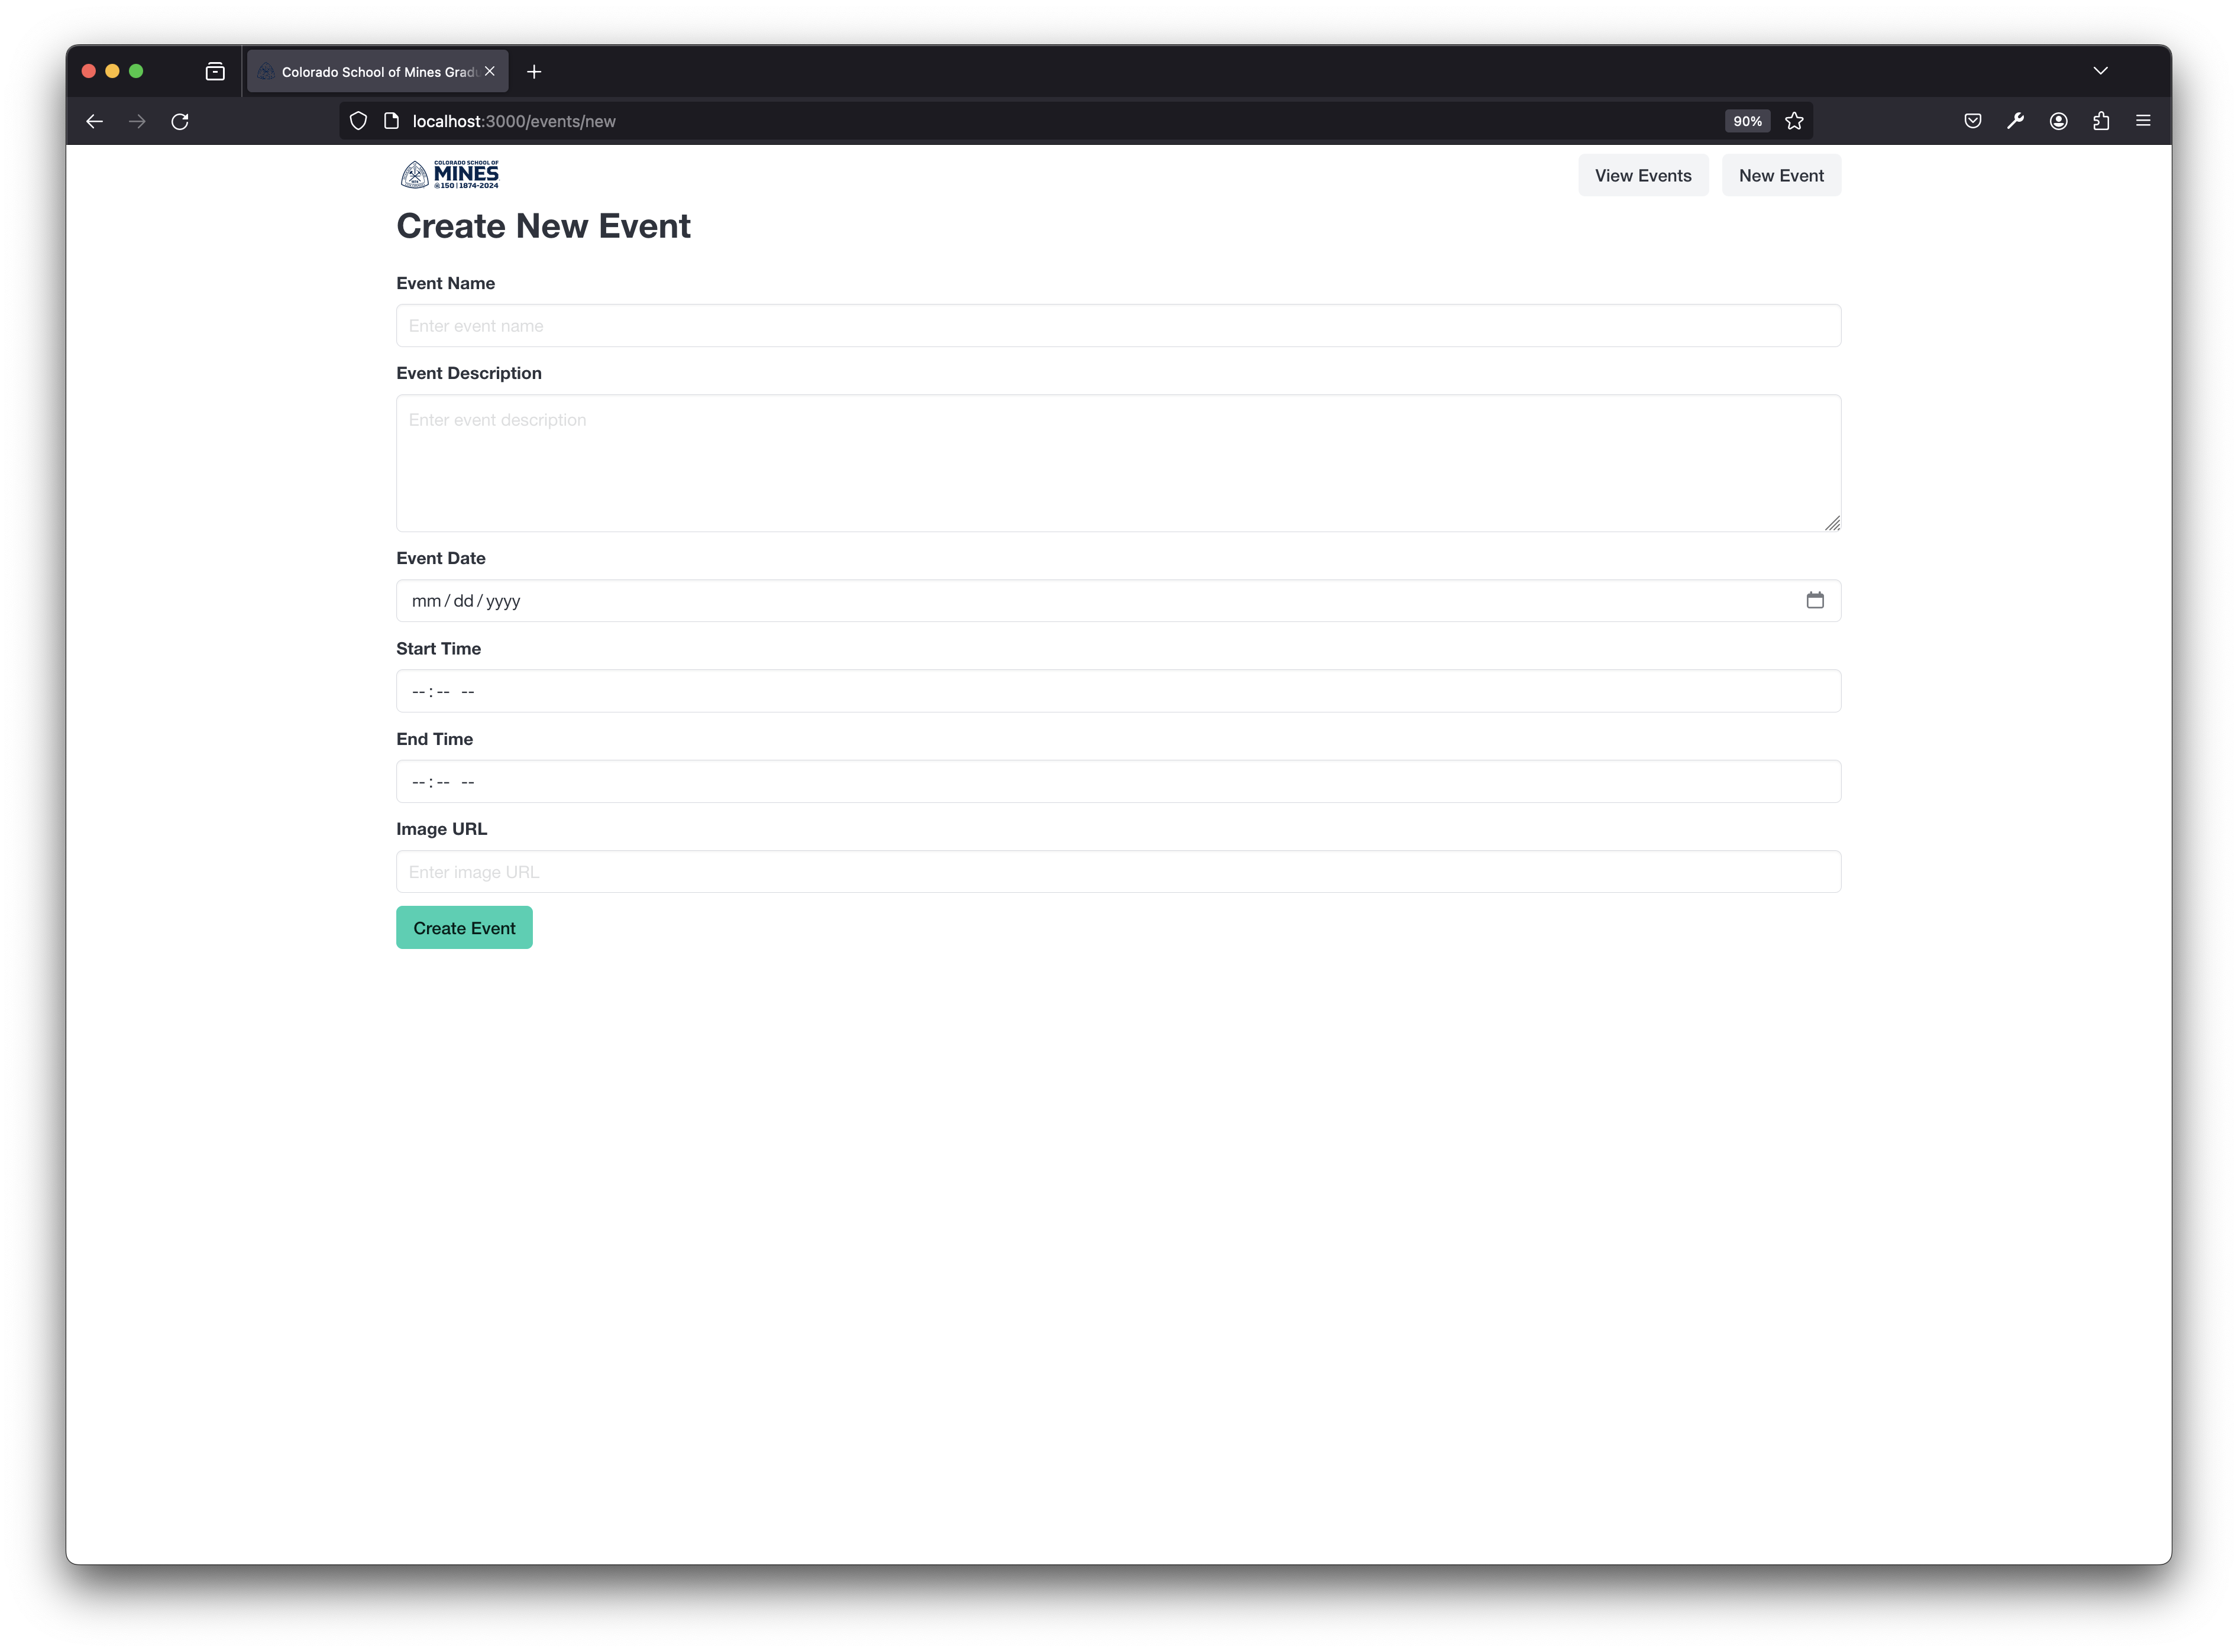 Colorado School of Mines Gradu
localhost:3000/events/new
90%
COLORADO SCHOOL OF
MINES
@150 | 1874-2024
View Events
New Event
Create New Event
Event Name
Enter event name
Event Description
Enter event description
Event Date
mm/dd/yyyy
Start Time
--:-- --
End Time
--:-- --
Image URL
Enter image URL
Create Event